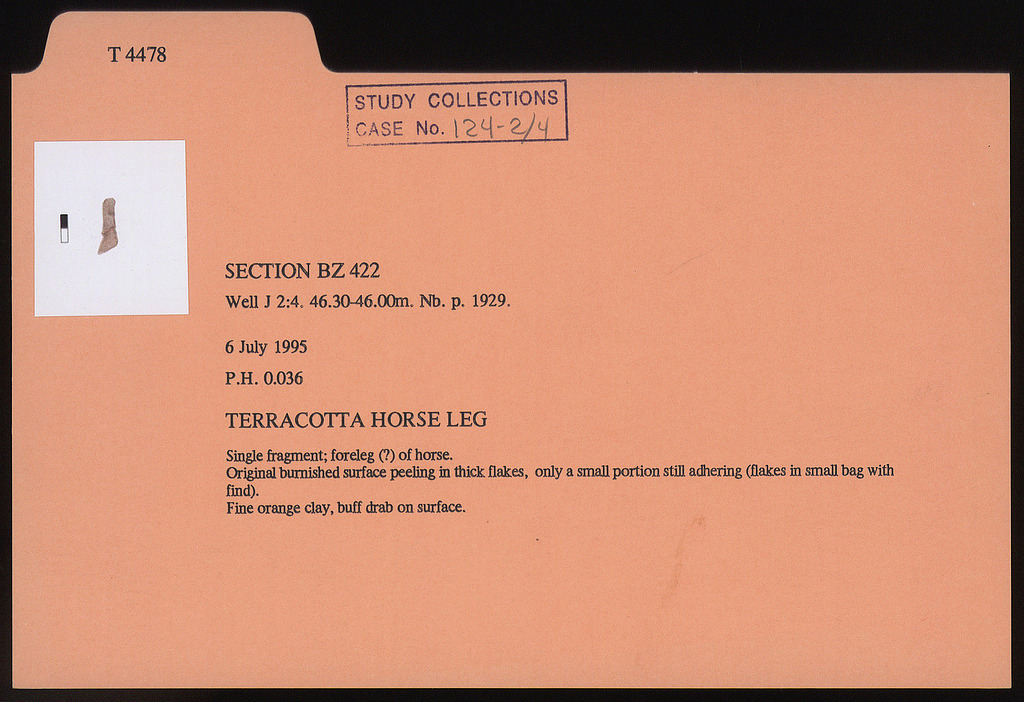 T 4478
STUDY COLLECTIONS
CASE No. 124-2/4
SECTION BZ 422
Well J 2:4. 46.30-46.00m. Nb. p. 1929.
6 July 1995
P.H. 0.036
TERRACOTTA HORSE LEG
Single fragment; foreleg (?) of horse.
Original burnished surface peeling in thick flakes, only a small portion still adhering (flakes in small bag with
find).
Fine orange clay, buff drab on surface.